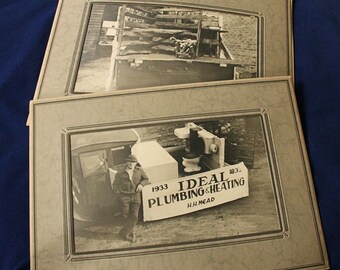 1933 IDEAL
PLUMBING & HEATING
H.H. MEAD